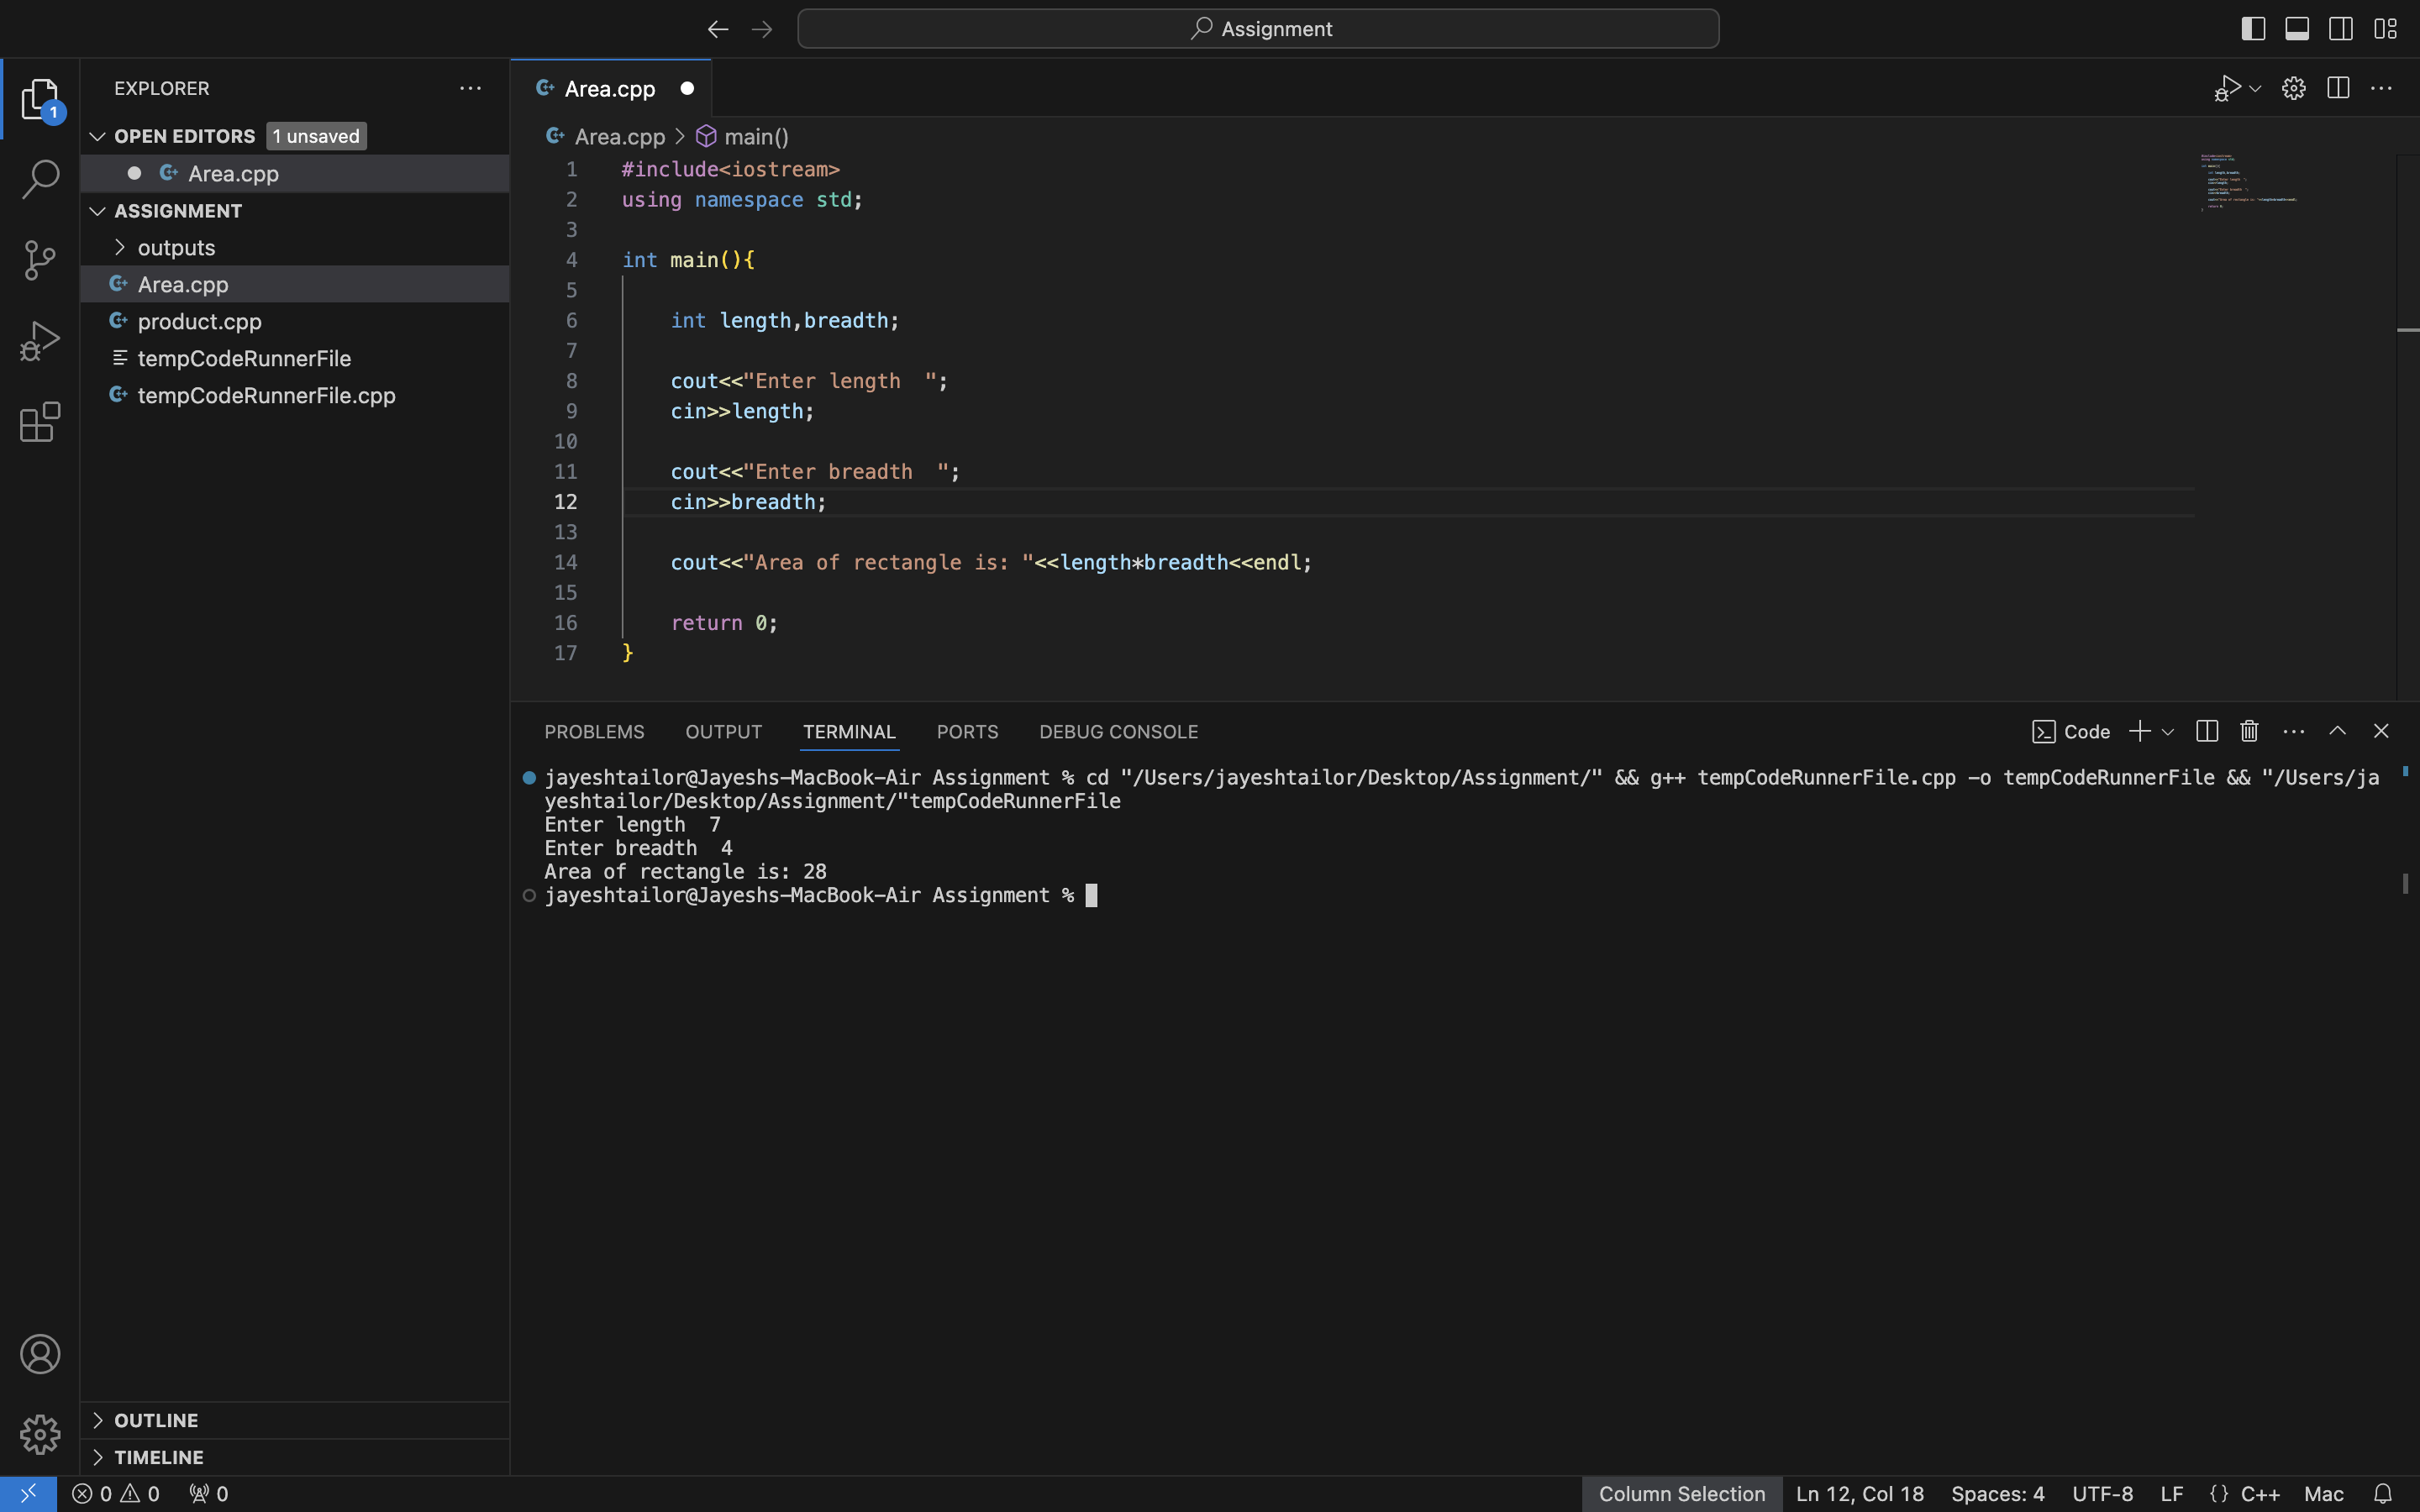 Assignment
1
EXPLORER
OPEN EDITORS 1 unsaved
Area.cpp
ASSIGNMENT
outputs
Area.cpp
product.cpp
tempCodeRunnerFile
tempCodeRunnerFile.cpp
OUTLINE
TIMELINE
Area.cpp
Area.cpp > main()
1 #include<iostream>
2 using namespace std;
3
4 int main(){
5
6 int length,breadth;
7
8 cout<<"Enter length  ";
9 cin>>length;
10
11 cout<<"Enter breadth  ";
12 cin>>breadth;
13
14 cout<<"Area of rectangle is: "<<length*breadth<<endl;
15
16 return 0;
17 }
PROBLEMS OUTPUT TERMINAL PORTS DEBUG CONSOLE Code
jayeshtailor@Jayeshs-MacBook-Air Assignment % cd "/Users/jayeshtailor/Desktop/Assignment/" && g++ tempCodeRunnerFile.cpp -o tempCodeRunnerFile && "/Users/ja
yeshtailor/Desktop/Assignment/"tempCodeRunnerFile
Enter length  7
Enter breadth  4
Area of rectangle is: 28
jayeshtailor@Jayeshs-MacBook-Air Assignment %
0 0 0 Column Selection Ln 12, Col 18 Spaces: 4 UTF-8 LF {} C++ Mac